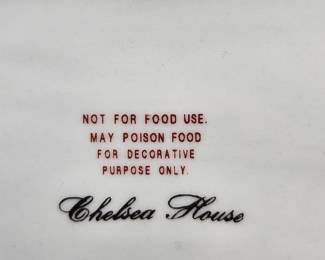 NOT FOR FOOD USE.
MAY POISON FOOD
FOR DECORATIVE
PURPOSE ONLY.
Chelsea House